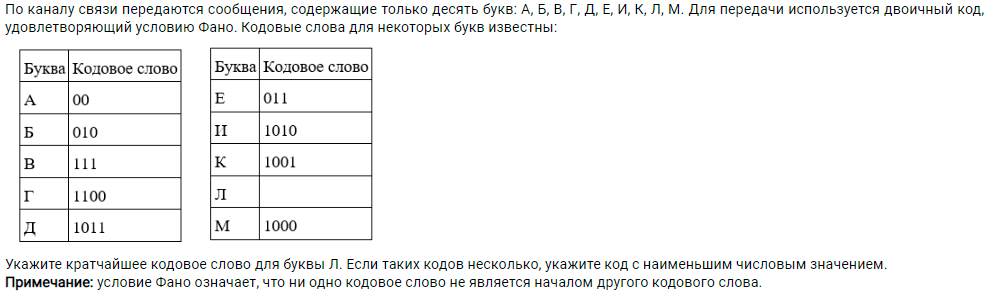 По каналу связи передаются сообщения, содержащие только десять букв: А, Б, В, Г, Д, Е, И, К, Л, М. Для передачи используется двоичный код,
удовлетворяющий условию Фано. Кодовые слова для некоторых букв известны:
Буква Кодовое слово
А 00
Б 010
В 111
Г 1100
Д 1011
Буква Кодовое слово
Е 011
И 1010
К 1001
Л
М 1000
Укажите кратчайшее кодовое слово для буквы Л. Если таких кодов несколько, укажите код с наименьшим числовым значением.
Примечание: условие Фано означает, что ни одно кодовое слово не является началом другого кодового слова.